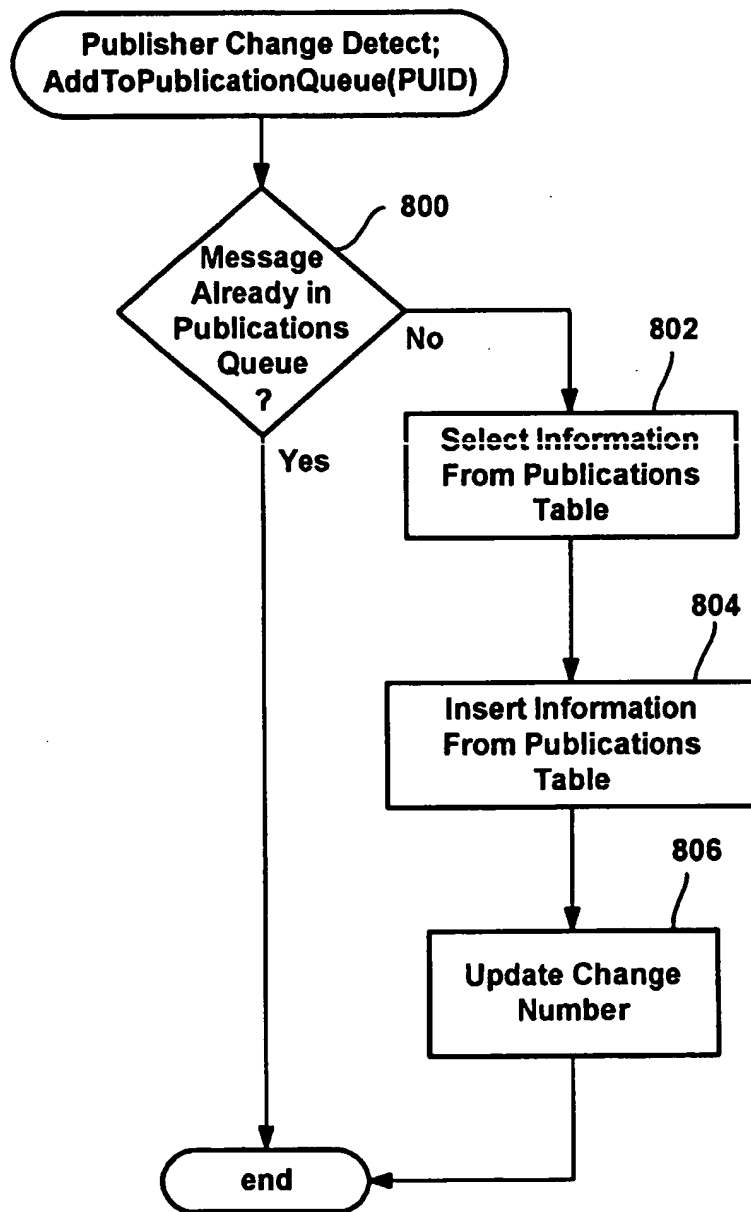 Publisher Change Detect;
AddToPublicationQueue(PUID)
800
Message
Already in
Publications
Queue
?
No
Yes
802
Select Information
From Publications
Table
804
Insert Information
From Publications
Table
806
Update Change
Number
end